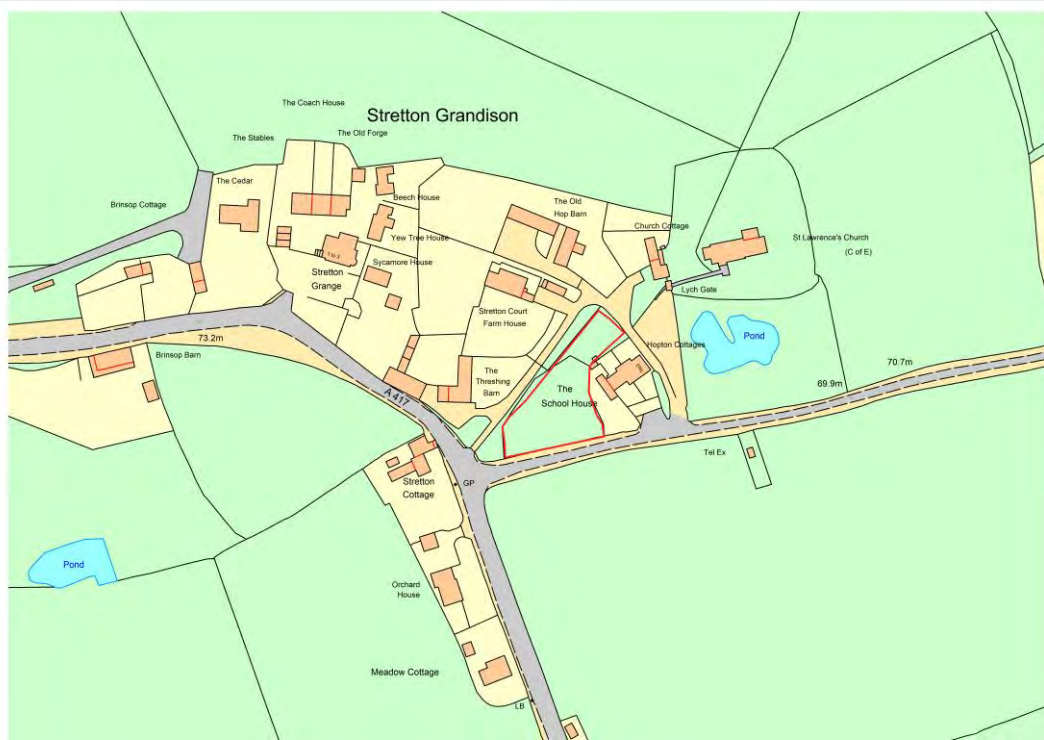 The Coach House
Stretton Grandison
The Stables
The Old Forge
The Cedar
Beech House
Brinsop Cottage
The Old
Hop Barn
Church Cottage
Yew Tree House
St Lawrence's Church
(C of E)
1 to 3
Sycamore House
Stretton
Grange
Lych Gate
Stretton Court
Farm House
73.2m
Hopton Cottages
Pond
Brinsop Barn
70.7m
The
Threshing
Barn
69.9m
The
School House
A 417
Tel Ex
Stretton
Cottage
GP
Pond
Orchard
House
Meadow Cottage
LB